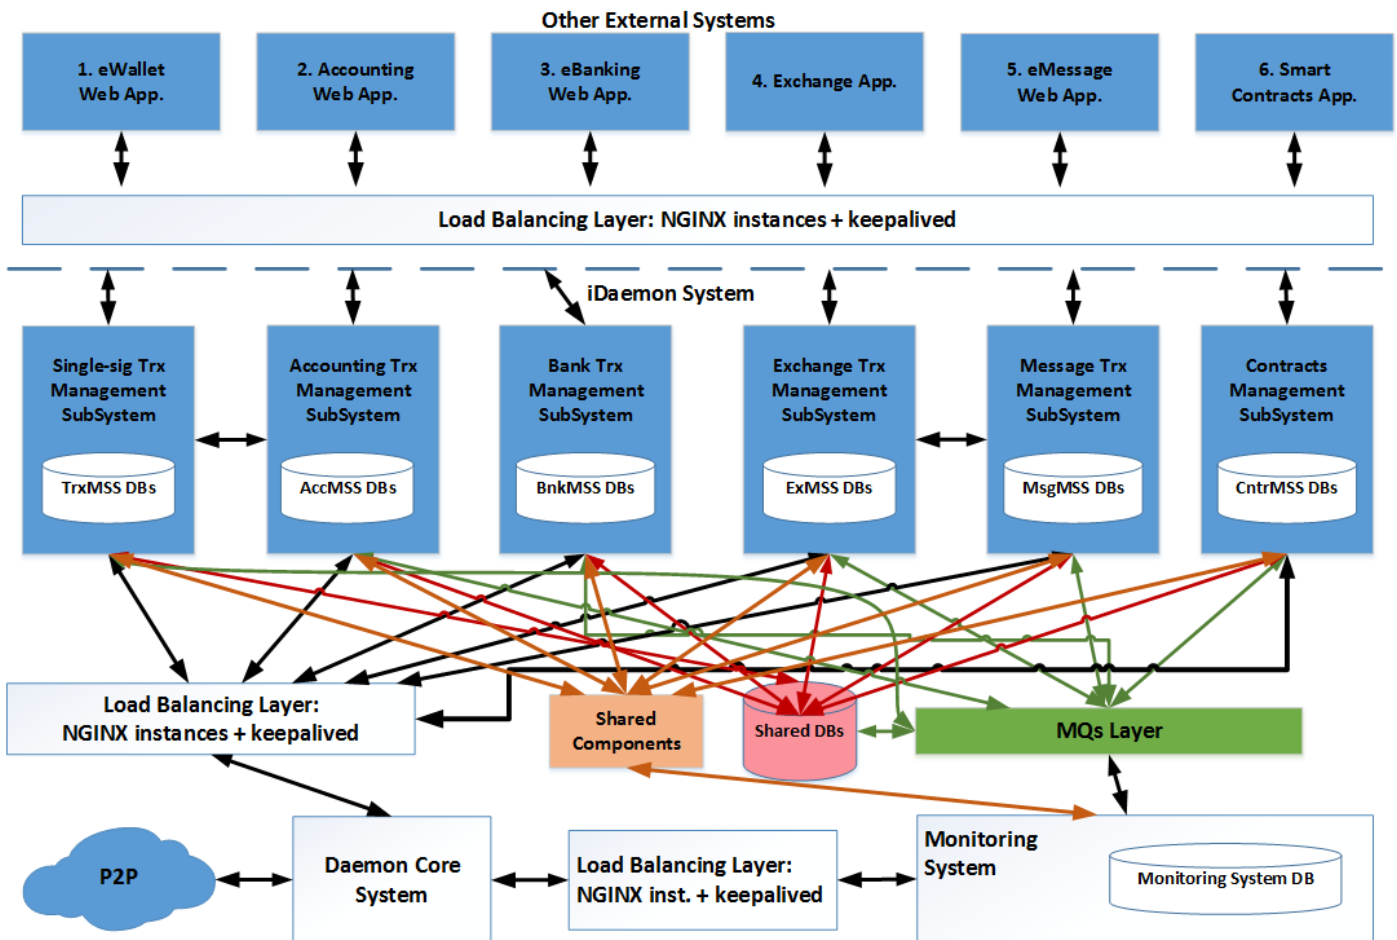 Other External Systems
1. eWallet
Web App.
2. Accounting
Web App.
3. eBanking
Web App.
4. Exchange App.
5. eMessage
Web App.
6. Smart
Contracts App.
Load Balancing Layer: NGINX instances + keepalived
iDaemon System
Single-sig Trx
Management
SubSystem
TrxMSS DBs
Accounting Trx
Management
SubSystem
AccMSS DBs
Bank Trx
Management
SubSystem
BnkMSS DBs
Exchange Trx
Management
SubSystem
ExMSS DBs
Message Trx
Management
SubSystem
MsgMSS DBs
Contracts
Management
SubSystem
CntrMSS DBs
Load Balancing Layer:
NGINX instances + keepalived
Shared
Components
Shared DBs
MQs Layer
P2P
Daemon Core
System
Load Balancing Layer:
NGINX inst. + keepalived
Monitoring
System
Monitoring System DB